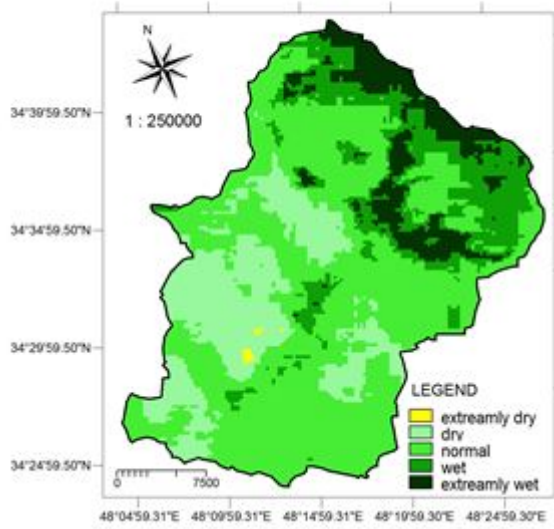 N
1 : 250000
34°39'59.50"N
34°34'59.50"N
34°29'59.50"N
34°24'59.50"N
LEGEND
extreamly dry
dry
normal
wet
extreamly wet
0 7500
48°04'59.31"E 48°09'59.31"E 48°14'59.31"E 48°19'59.31"E 48°24'59.30"E